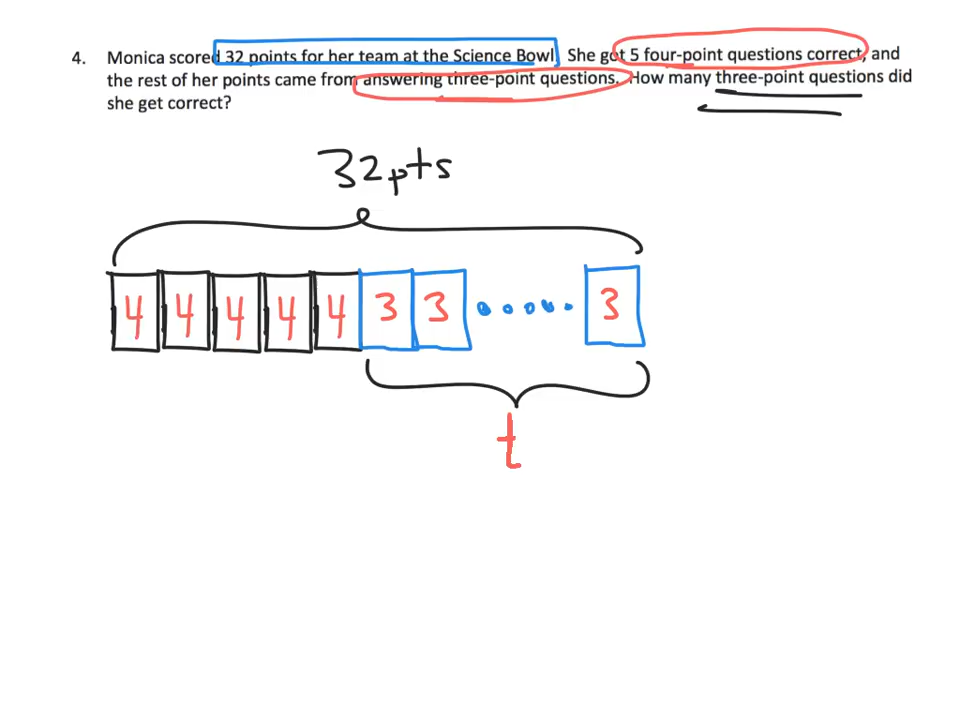 4. Monica scored 32 points for her team at the Science Bowl. She got 5 four-point questions correct, and
the rest of her points came from answering three-point questions. How many three-point questions did
she get correct?
32pts
4 4 4 4 4 3 3 ..... 3
t